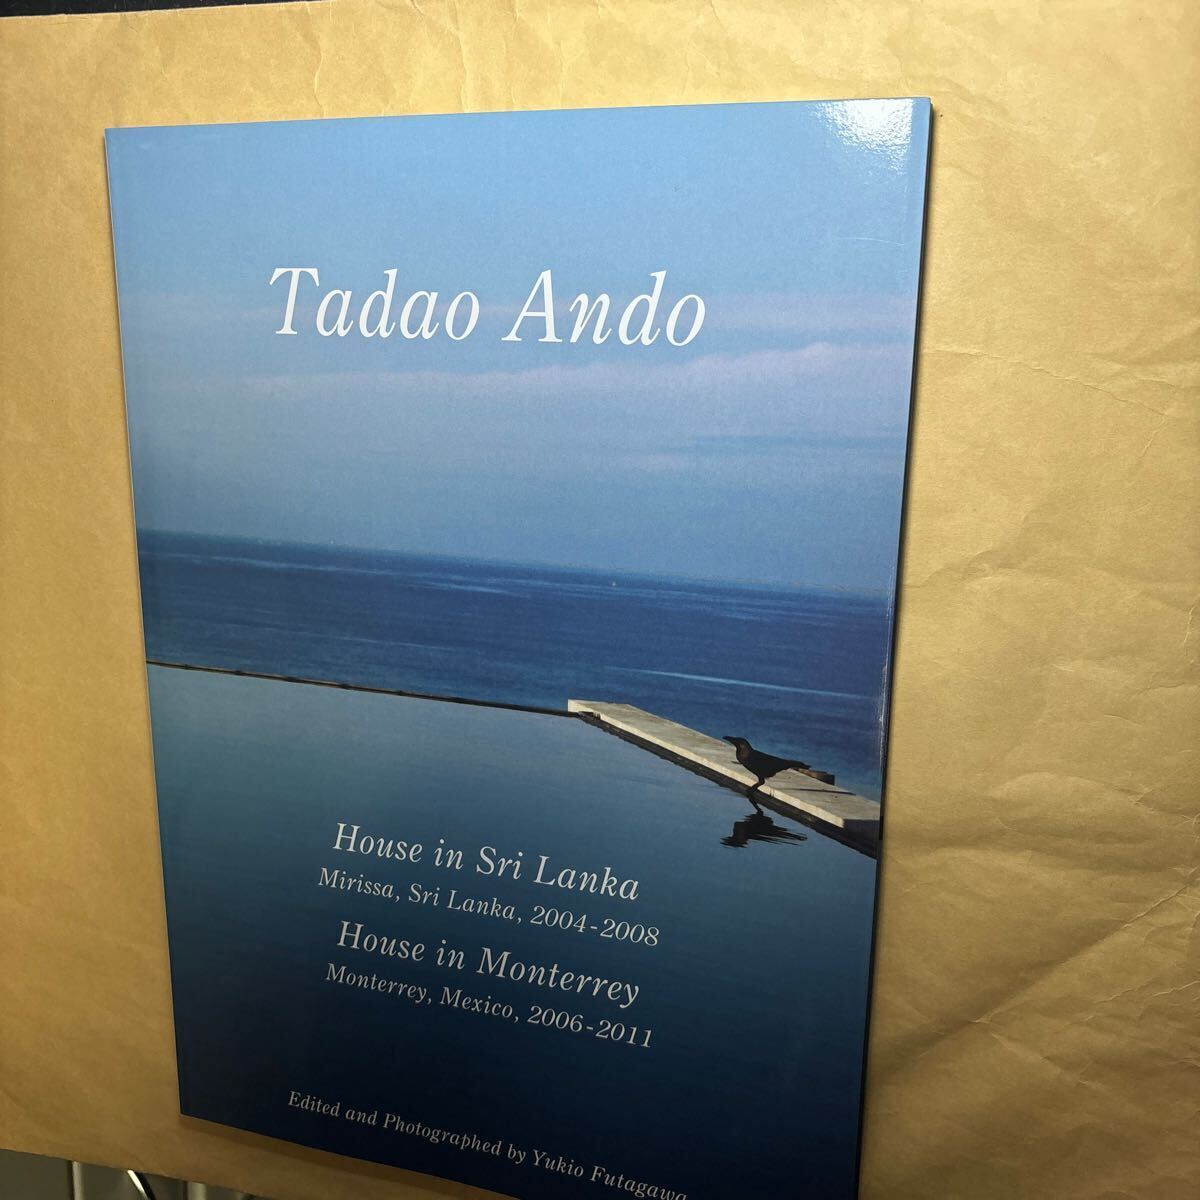 Tadao Ando
House in Sri Lanka
Mirissa, Sri Lanka, 2004-2008
House in Monterrey
Monterrey, Mexico, 2006-2011
Edited and Photographed by Yukio Futagawa